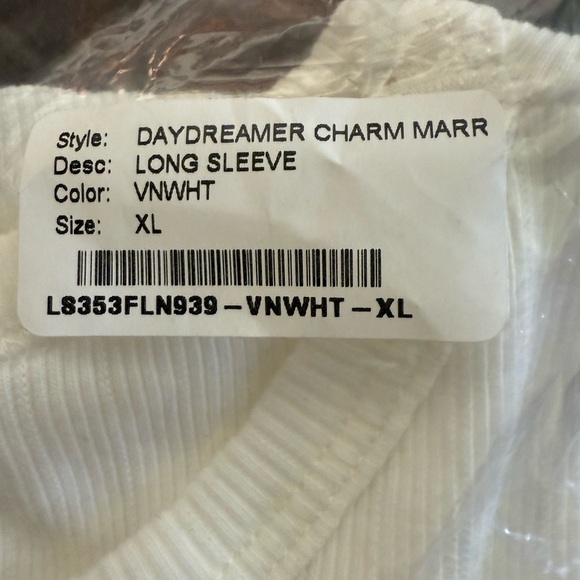 Style: DAYDREAMER CHARM MARR
Desc: LONG SLEEVE
Color: VNWHT
Size: XL
LS353FLN939-VNWHT-XL